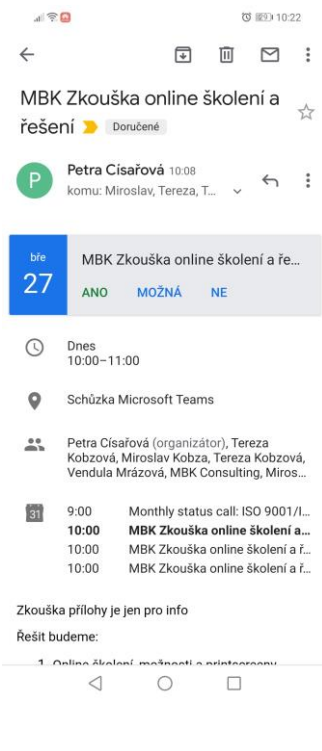 10:22
MBK Zkouška online školení a
řešení Doručené
P
Petra Císařová 10:08
komu: Miroslav, Tereza, T...
bře
27
MBK Zkouška online školení a ře...
ANO MOŽNÁ NE
Dnes
10:00–11:00
Schůzka Microsoft Teams
Petra Císařová (organizátor), Tereza
Kobzová, Miroslav Kobza, Tereza Kobzová,
Vendula Mrázová, MBK Consulting, Miros...
31
9:00 Monthly status call: ISO 9001/I...
10:00 MBK Zkouška online školení a...
10:00 MBK Zkouška online školení a ř...
10:00 MBK Zkouška online školení a ř...
Zkouška přílohy je jen pro info
Řešit budeme:
1. Online školení, možnosti a printscreeny